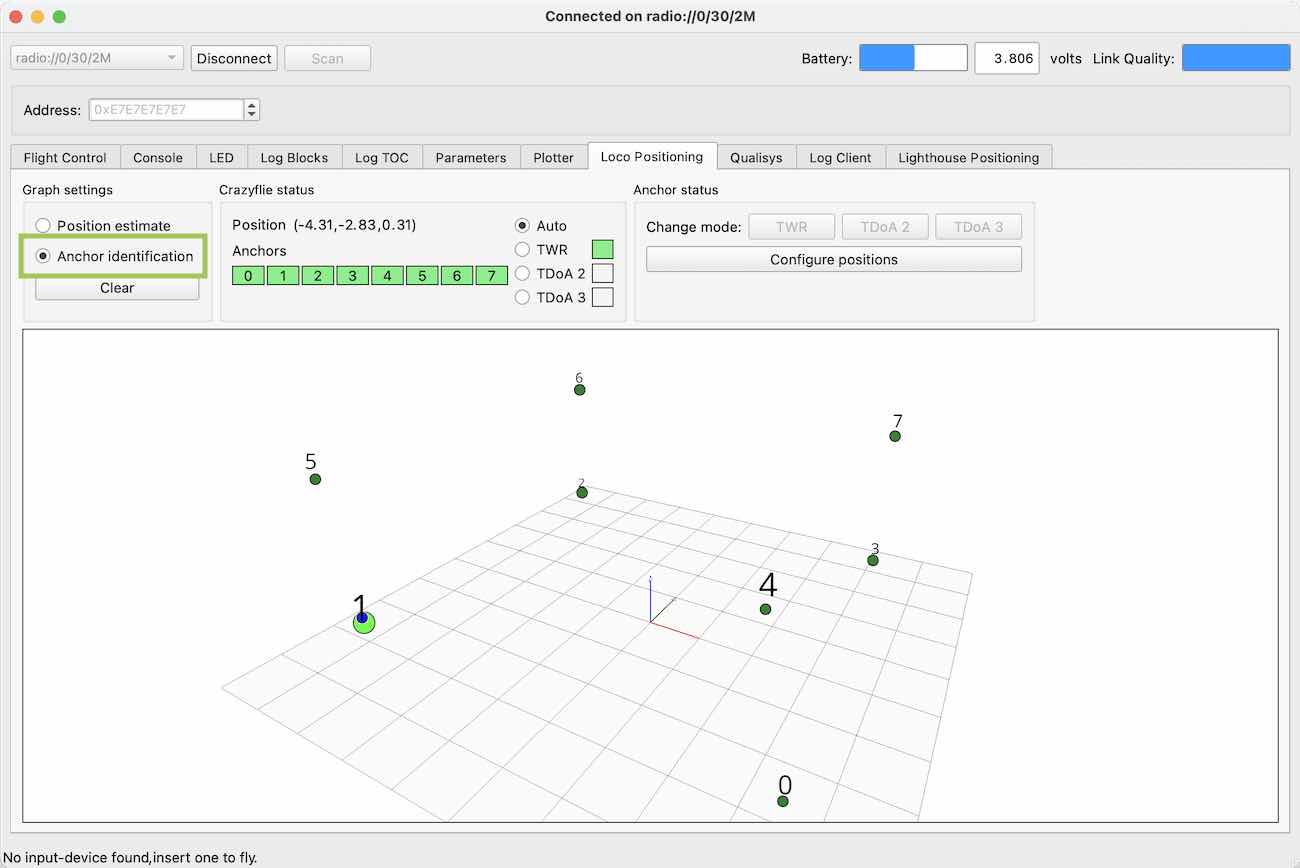 Connected on radio://0/30/2M
radio://0/30/2M Disconnect Scan Battery: 3.806 volts Link Quality:
Address: 0xE7E7E7E7E7
Flight Control Console LED Log Blocks Log TOC Parameters Plotter Loco Positioning Qualisys Log Client Lighthouse Positioning
Graph settings Crazyflie status Anchor status
Position estimate Position (-4.31,-2.83,0.31) Auto Change mode: TWR TDoA 2 TDoA 3
Anchor identification Anchors TWR Configure positions
0 1 2 3 4 5 6 7 TDoA 2
Clear TDoA 3
6
7
5
2
3
4
1
0
No input-device found,insert one to fly.